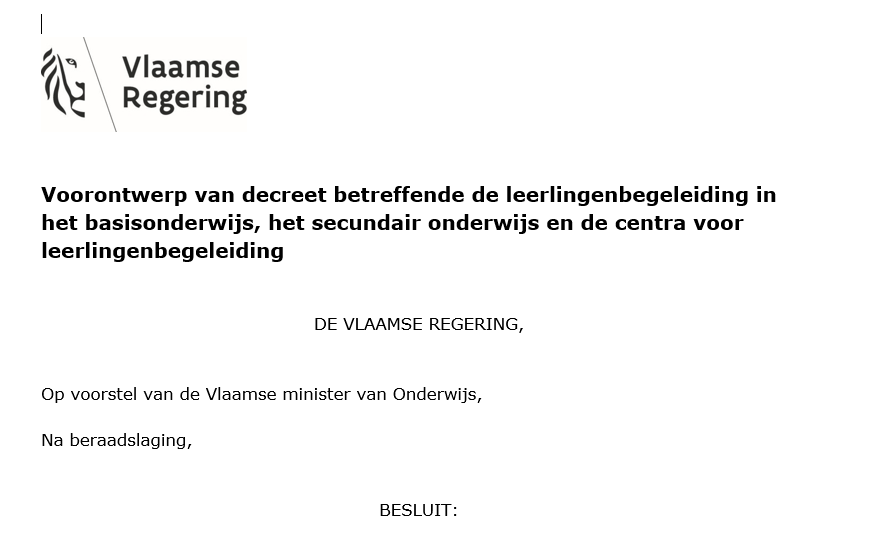 Vlaamse
Regering
Voorontwerp van decreet betreffende de leerlingenbegeleiding in
het basisonderwijs, het secundair onderwijs en de centra voor
leerlingenbegeleiding
DE VLAAMSE REGERING,
Op voorstel van de Vlaamse minister van Onderwijs,
Na beraadslaging,
BESLUIT: